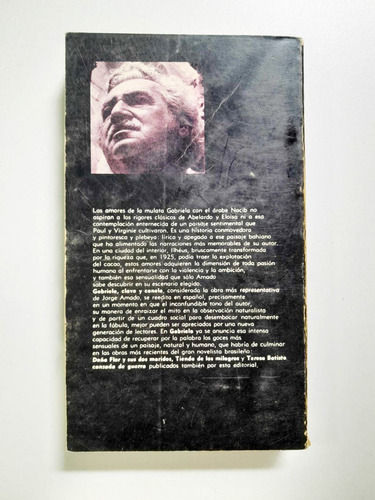 Los amores de la mulata Gabriela con el árabe Nacib no
aspiran a los rigores clásicos de Abelardo y Eloísa ni a esa
contemplación enternecida de un paisaje sentimental que
Paul y Virginie cultivaron. Es una historia conmovedora
y pintoresca y plebeya: lírica y apegada a ese paisaje bahiano
que ha alimentado las narraciones más memorables de su autor.
En una ciudad del interior, Ilhéus, bruscamente transformada
por la riqueza que, en 1925, podía traer la explotación
del cacao, estos amores adquieren la dimensión de toda pasión
humana al enfrentarse con la violencia y la ambición,
y también esa sensualidad que sólo Amado
sabe descubrir en su escenario elegido.
Gabriela, clavo y canela, considerada la obra más representativa
de Jorge Amado, se reedita en español, precisamente
en un momento en que el inconfundible tono del autor,
su manera de enraizar el mito en la observación naturalista
y de partir de un cuadro social para desembocar naturalmente
en la fábula, mejor pueden ser apreciados por una nueva
generación de lectores. En Gabriela ya se anuncia esa intensa
capacidad de recuperar por la palabra los goces más
sensuales de un paisaje, natural y humano, que habría de culminar
en las obras más recientes del gran novelista brasileño:
Doña Flor y sus dos maridos, Tienda de los milagros y Teresa Batista
cansada de guerra publicados también por esta editorial.